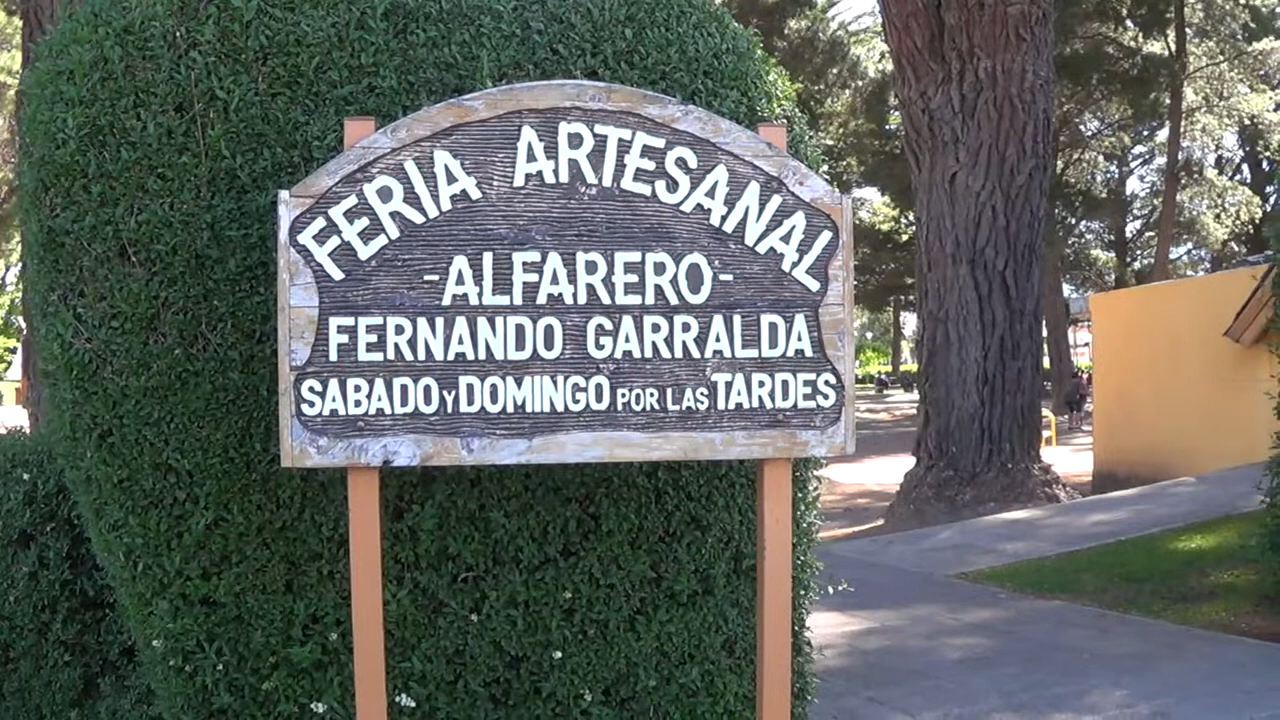 FERIA ARTESANAL
-ALFARERO-
FERNANDO GARRALDA
SABADO Y DOMINGO POR LAS TARDES